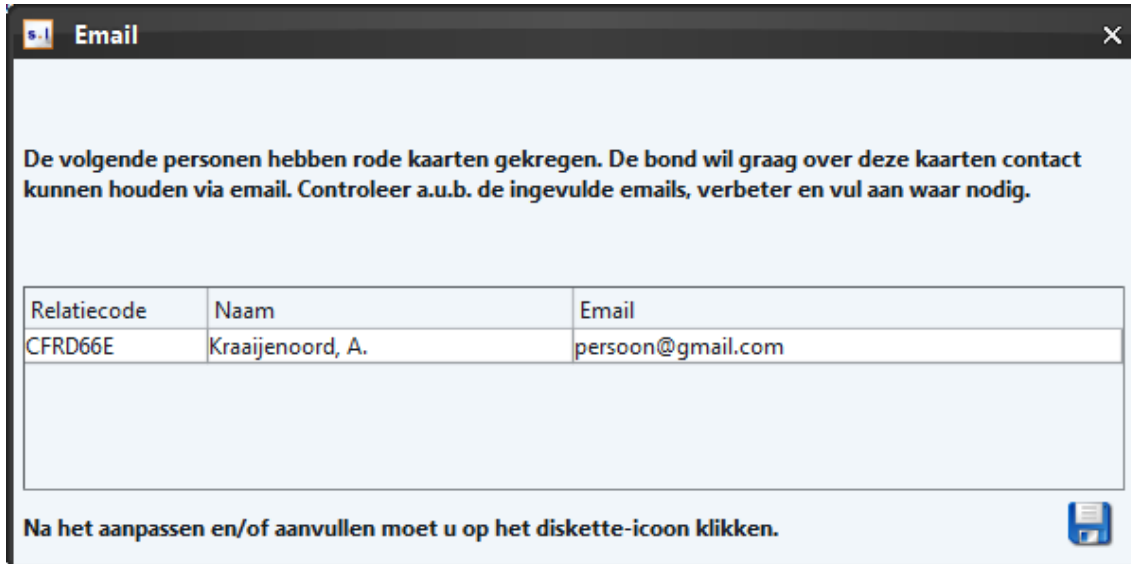 Email
De volgende personen hebben rode kaarten gekregen. De bond wil graag over deze kaarten contact
kunnen houden via email. Controleer a.u.b. de ingevulde emails, verbeter en vul aan waar nodig.
Relatiecode Naam Email
CFRD66E Kraaijenoord, A. persoon@gmail.com
Na het aanpassen en/of aanvullen moet u op het diskette-icoon klikken.